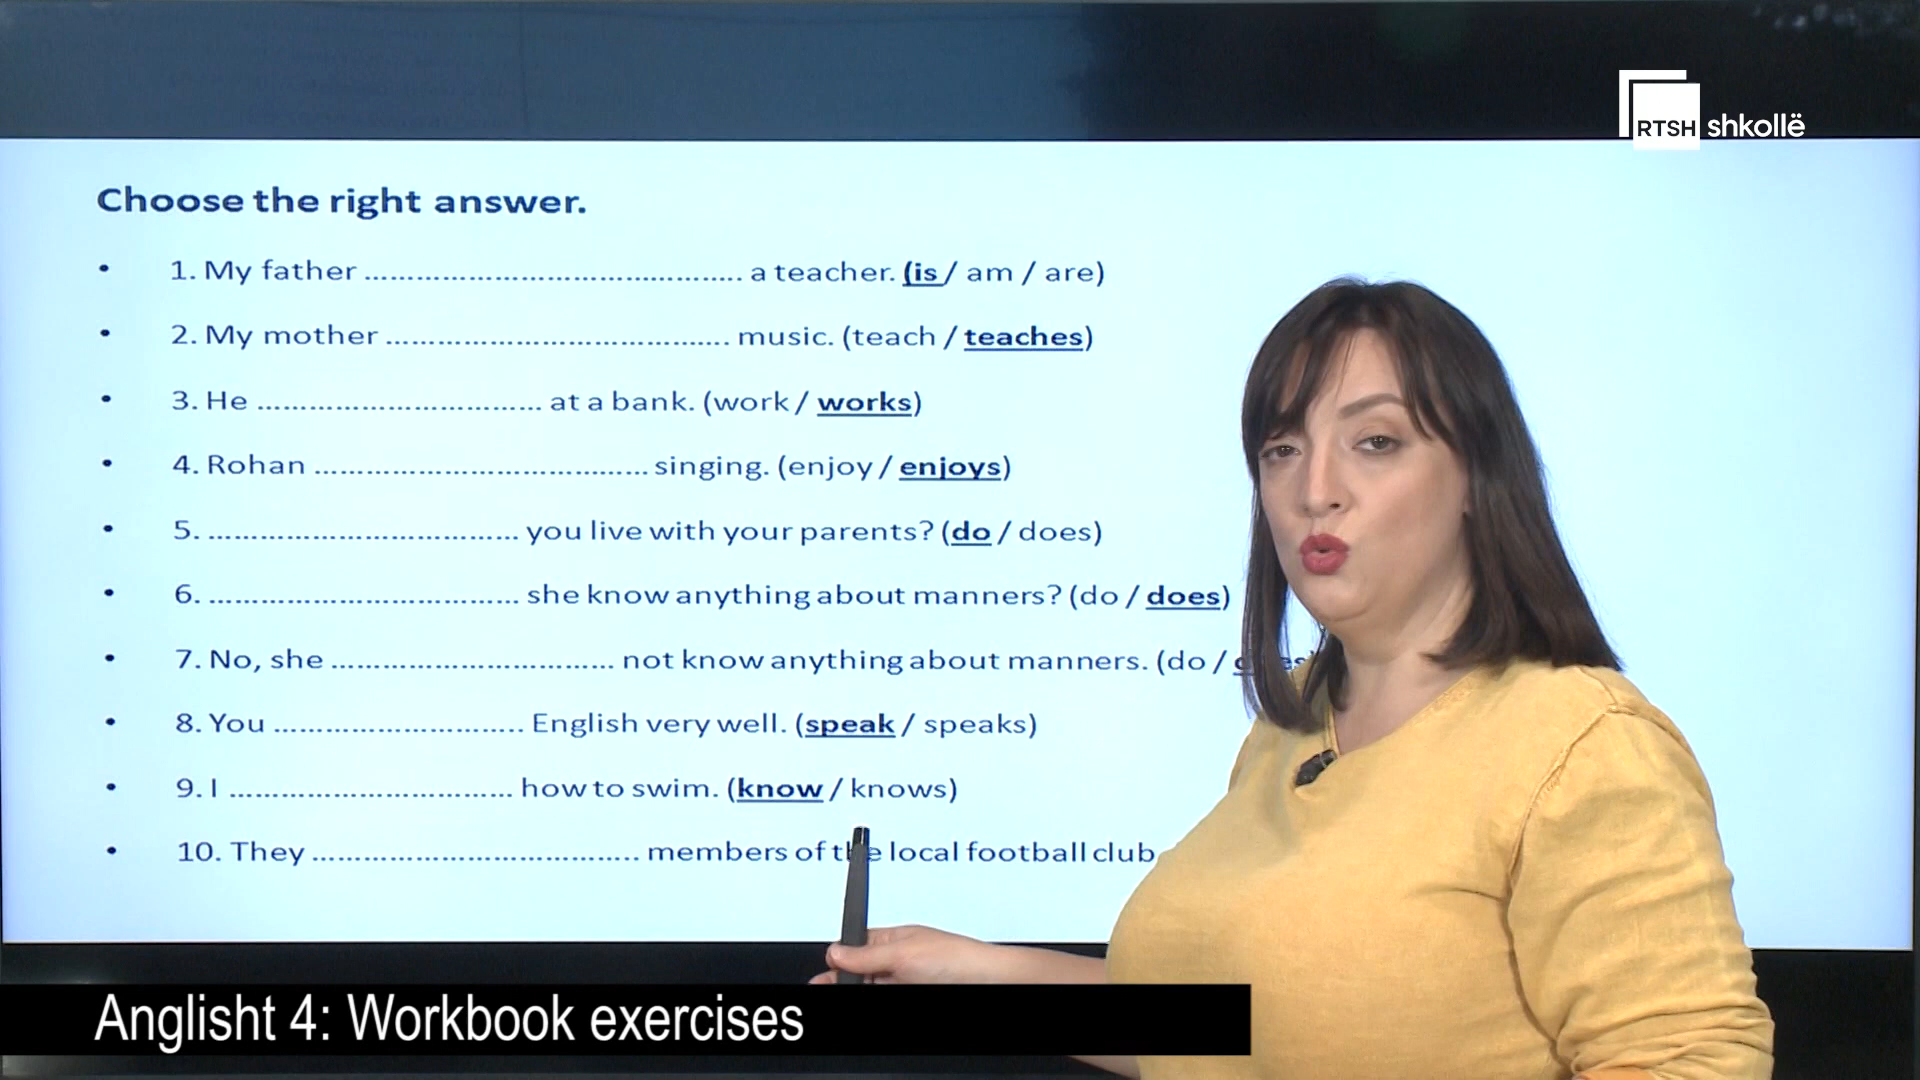 RTSH shkollë
Choose the right answer.
• 1. My father ............................................ a teacher. (is / am / are)
• 2. My mother ........................................ music. (teach / teaches)
• 3. He ................................. at a bank. (work / works)
• 4. Rohan ....................................... singing. (enjoy / enjoys)
• 5. .................................... you live with your parents? (do / does)
• 6. .................................... she know anything about manners? (do / does)
• 7. No, she ................................. not know anything about manners. (do /
• 8. You ............................. English very well. (speak / speaks)
• 9. I ................................. how to swim. (know / knows)
• 10. They ...................................... members of the local football club
Anglisht 4: Workbook exercises